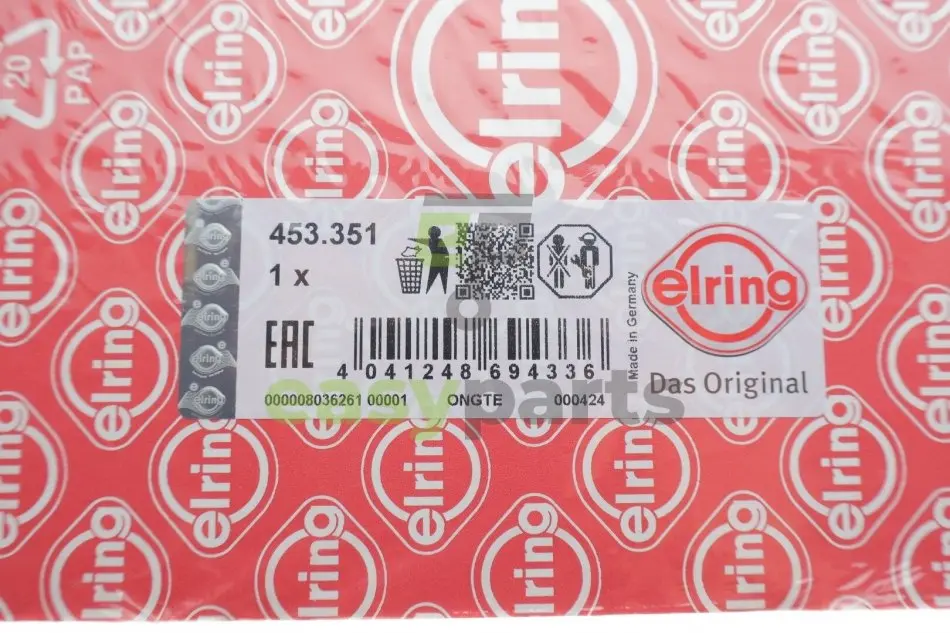 20
PAP
elring
453.351
1 x
EAC
4 041248 694336
000008036261 00001 ONGTE 000424
Made in Germany
elring
Das Original
easyparts